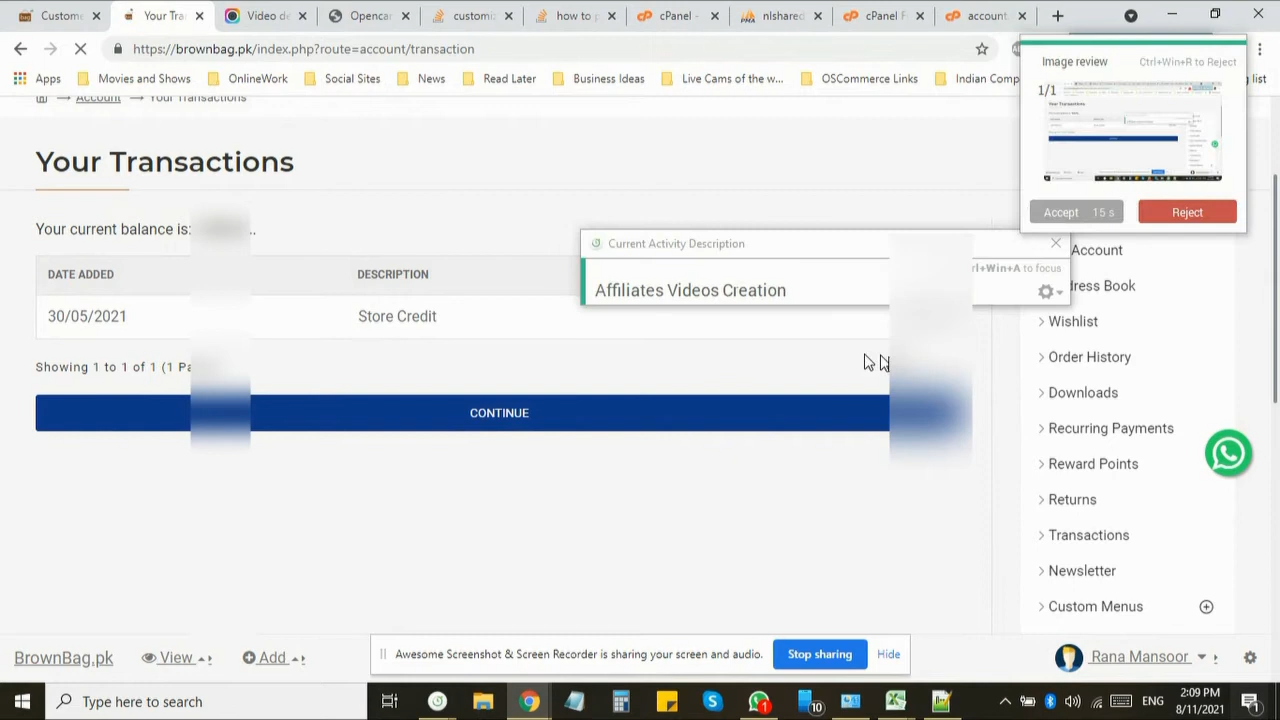 Custome
Your Tra
Video de
Opencar
customi
how to p
cPanel -
nlshared
cPanel F
account.
https://brownbag.pk/index.php?route=account/transaction
Apps
Movies and Shows
OnlineWork
Social Sites
News
Read Later
Business Ideas
Live Cams of the w...
OSCommerce Links
Indian Comp
g list
Image review
Ctrl+Win+R to Reject
1/1
Accept 15 s
Reject
Account
Your Transactions
Your Transactions
Your current balance is:
DATE ADDED
DESCRIPTION
30/05/2021
Store Credit
Showing 1 to 1 of 1 (1 Pa
CONTINUE
Current Activity Description
rl+Win+A to focus
Affiliates Videos Creation
Account
dress Book
Wishlist
Order History
Downloads
Recurring Payments
Reward Points
Returns
Transactions
Newsletter
Custom Menus
BrownBag.pk
View
Add
Awesome Screenshot & Screen Recorder is sharing your screen and audio.
Stop sharing
Hide
Rana Mansoor
Type here to search
1
10
ENG
2:09 PM
8/11/2021
1